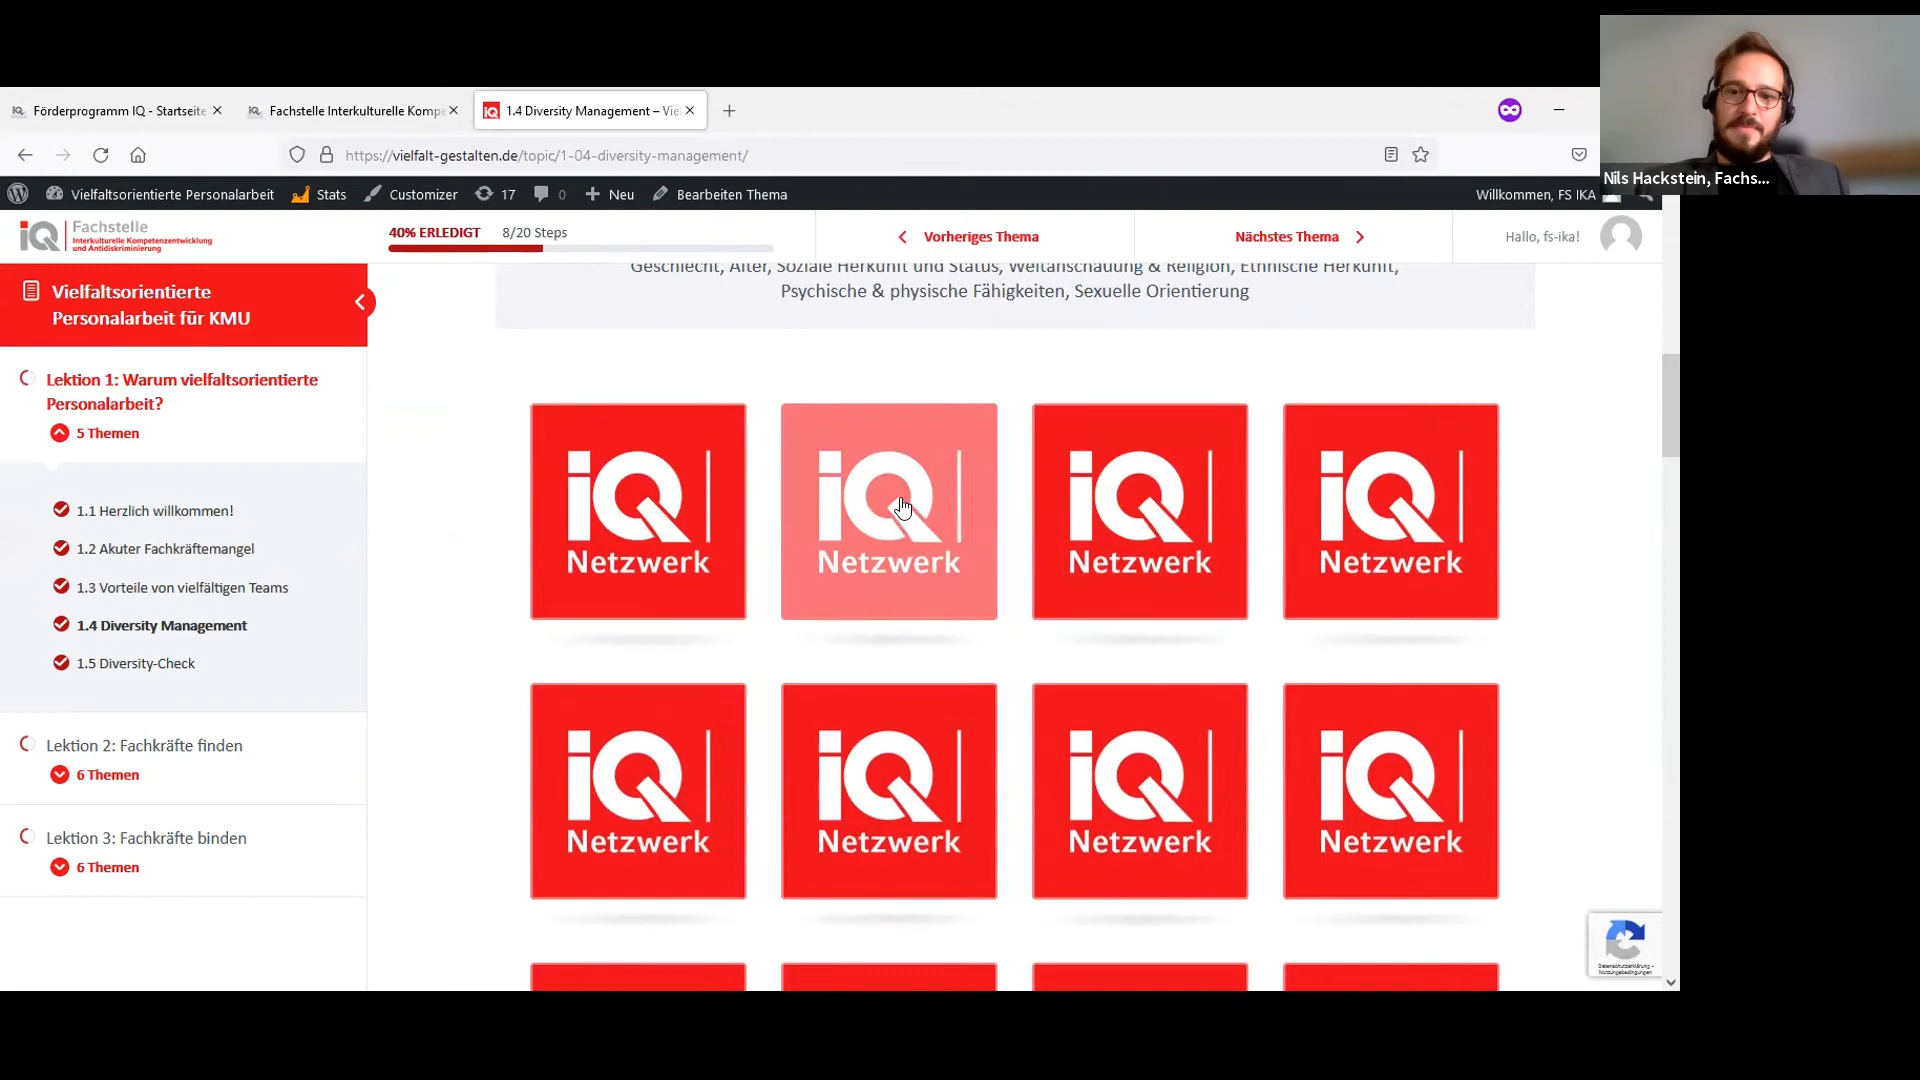 Förderprogramm IQ - Startseite
Fachstelle Interkulturelle Kompe
1.4 Diversity Management – Vie
https://vielfalt-gestalten.de/topic/1-04-diversity-management/
Nils Hackstein, Fachs...
Vielfaltsorientierte Personalarbeit
Stats
Customizer
17
0
Neu
Bearbeiten Thema
Willkommen, FS IKA
iQ
Fachstelle
Interkulturelle Kompetenzentwicklung
und Antidiskriminierung
40% ERLEDIGT
8/20 Steps
Vorheriges Thema
Nächstes Thema
Hallo, fs-ika!
Vielfaltsorientierte
Personalarbeit für KMU
Lektion 1: Warum vielfaltsorientierte
Personalarbeit?
5 Themen
1.1 Herzlich willkommen!
1.2 Akuter Fachkräftemangel
1.3 Vorteile von vielfältigen Teams
1.4 Diversity Management
1.5 Diversity-Check
Lektion 2: Fachkräfte finden
6 Themen
Lektion 3: Fachkräfte binden
6 Themen
Geschlecht, Alter, Soziale Herkunft und Status, Weltanschauung & Religion, Ethnische Herkunft,
Psychische & physische Fähigkeiten, Sexuelle Orientierung
iQ
Netzwerk
iQ
Netzwerk
iQ
Netzwerk
iQ
Netzwerk
iQ
Netzwerk
iQ
Netzwerk
iQ
Netzwerk
iQ
Netzwerk
Datenschutzerklärung -
Nutzungsbedingungen